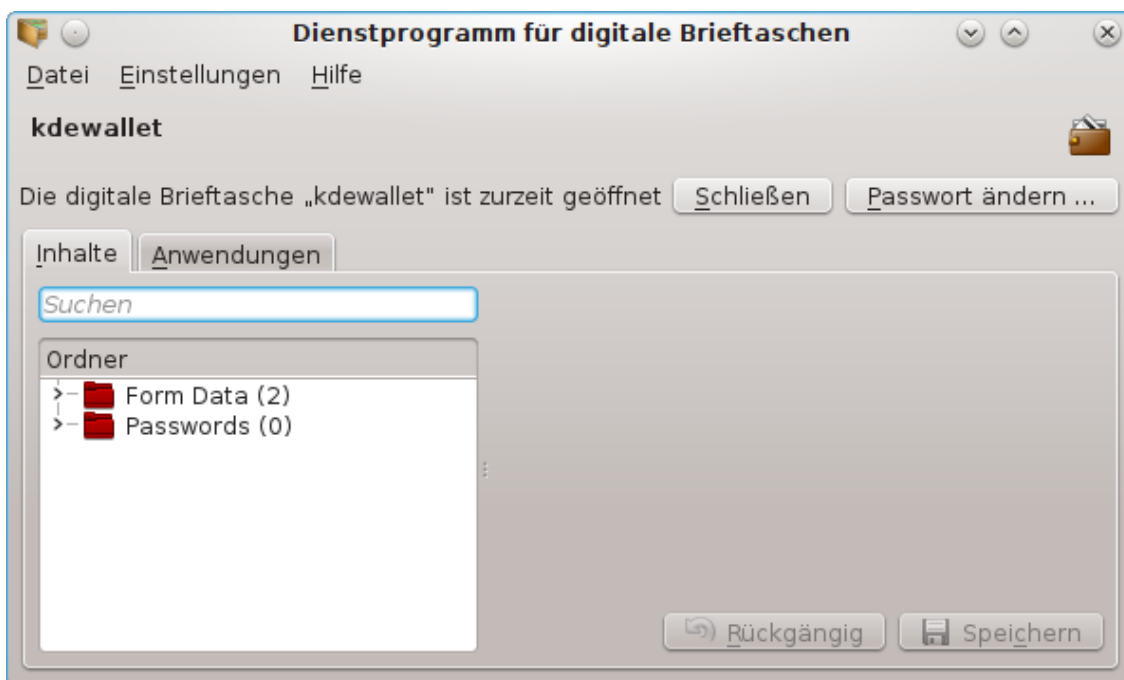 Dienstprogramm für digitale Brieftaschen
Datei Einstellungen Hilfe
kdewallet
Die digitale Brieftasche „kdewallet" ist zurzeit geöffnet Schließen Passwort ändern ...
Inhalte Anwendungen
Suchen
Ordner
Form Data (2)
Passwords (0)
Rückgängig Speichern